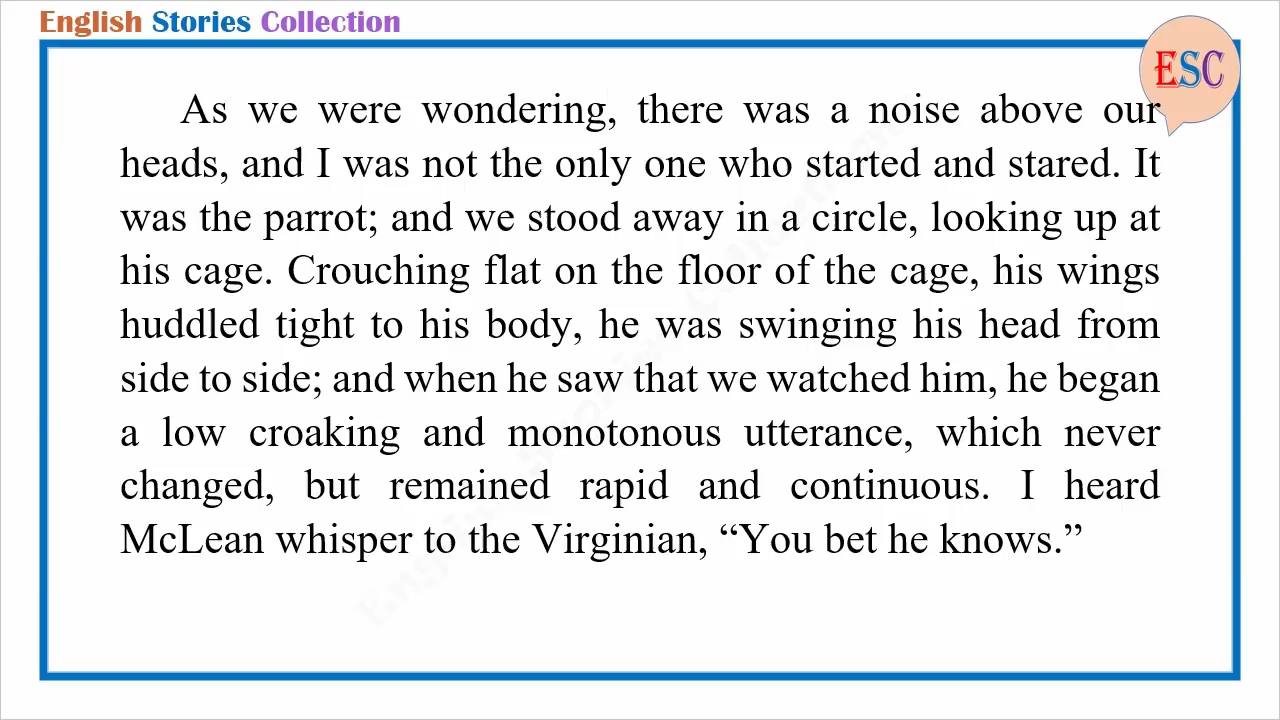 English Stories Collection
ESC
As we were wondering, there was a noise above our
heads, and I was not the only one who started and stared. It
was the parrot; and we stood away in a circle, looking up at
his cage. Crouching flat on the floor of the cage, his wings
huddled tight to his body, he was swinging his head from
side to side; and when he saw that we watched him, he began
a low croaking and monotonous utterance, which never
changed, but remained rapid and continuous. I heard
McLean whisper to the Virginian, “You bet he knows.”